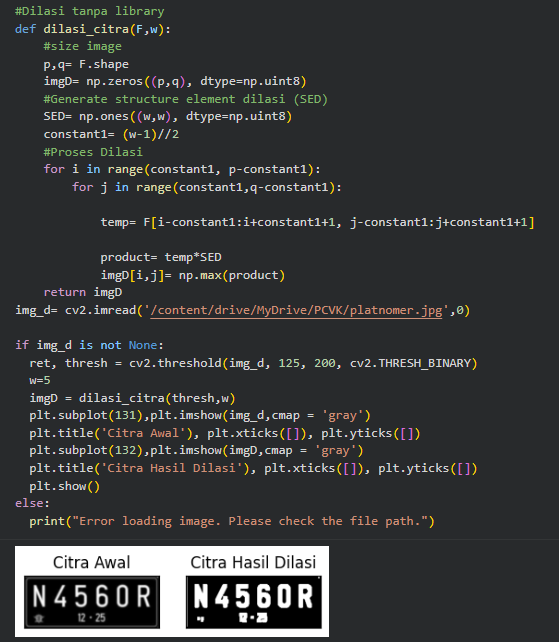 #Dilasi tanpa library
def dilasi_citra(F,w):
    #size image
    p,q= F.shape
    imgD= np.zeros((p,q), dtype=np.uint8)
    #Generate structure element dilasi (SED)
    SED= np.ones((w,w), dtype=np.uint8)
    constant1= (w-1)//2
    #Proses Dilasi
    for i in range(constant1, p-constant1):
        for j in range(constant1,q-constant1):
            temp= F[i-constant1:i+constant1+1, j-constant1:j+constant1+1]
            product= temp*SED
            imgD[i,j]= np.max(product)
    return imgD
img_d= cv2.imread('/content/drive/MyDrive/PCVK/platnomer.jpg',0)
if img_d is not None:
  ret, thresh = cv2.threshold(img_d, 125, 200, cv2.THRESH_BINARY)
  w=5
  imgD = dilasi_citra(thresh,w)
  plt.subplot(131),plt.imshow(img_d,cmap = 'gray')
  plt.title('Citra Awal'), plt.xticks([]), plt.yticks([])
  plt.subplot(132),plt.imshow(imgD,cmap = 'gray')
  plt.title('Citra Hasil Dilasi'), plt.xticks([]), plt.yticks([])
  plt.show()
else:
  print("Error loading image. Please check the file path.")
Citra Awal
N4560R
12·25
Citra Hasil Dilasi
N4560R